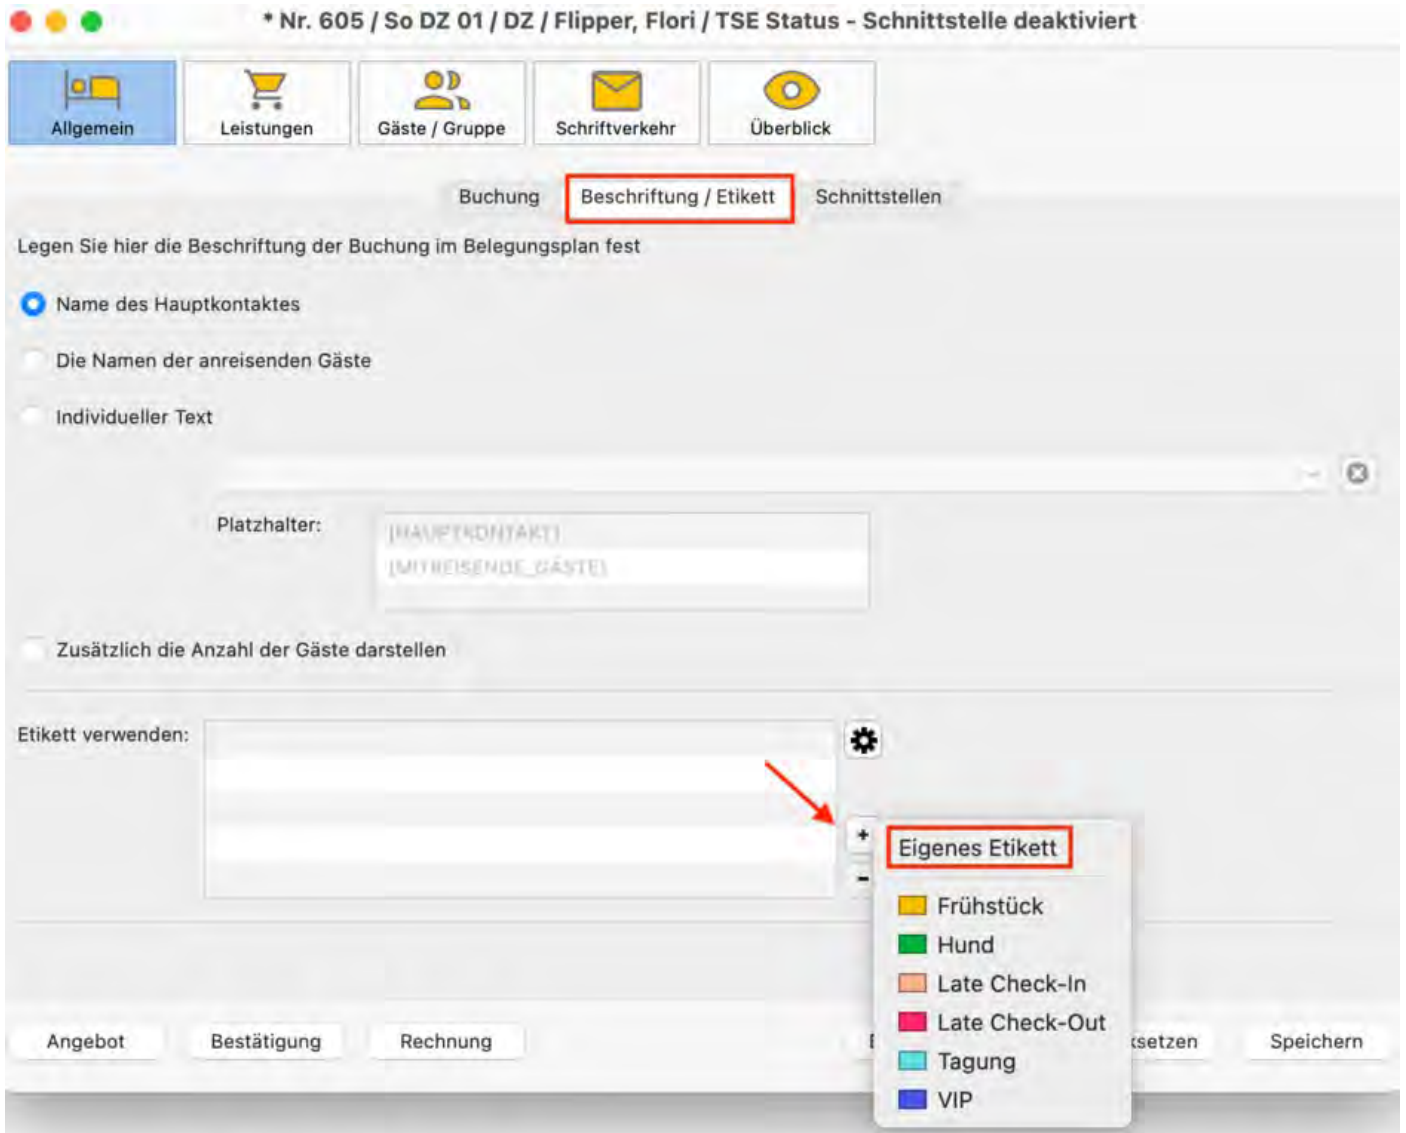 * Nr. 605 / So DZ 01 / DZ / Flipper, Flori / TSE Status - Schnittstelle deaktiviert
Allgemein Leistungen Gäste / Gruppe Schriftverkehr Überblick
Buchung Beschriftung / Etikett Schnittstellen
Legen Sie hier die Beschriftung der Buchung im Belegungsplan fest
Name des Hauptkontaktes
Die Namen der anreisenden Gäste
Individueller Text
Platzhalter:
[HAUPTKONTAKT]
[MITREISENDE_GÄSTE]
Zusätzlich die Anzahl der Gäste darstellen
Etikett verwenden:
+
Eigenes Etikett
-
Frühstück
Hund
Late Check-In
Late Check-Out
Tagung
VIP
Angebot Bestätigung Rechnung ksetzen Speichern